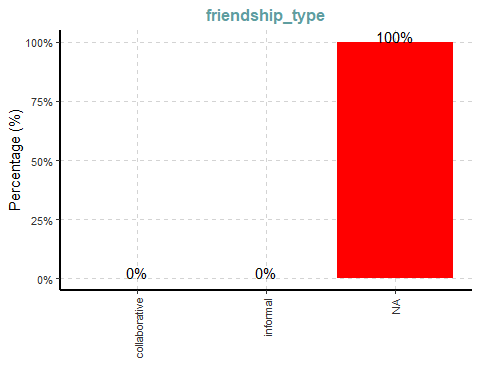 friendship_type
100%
100%
75%
50%
25%
0%
0%
0%
Percentage (%)
collaborative
informal
NA